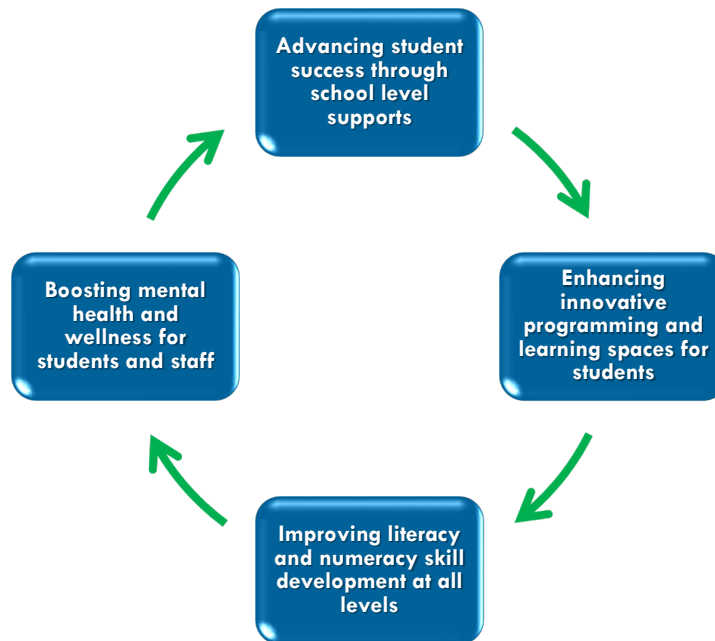 Advancing student
success through
school level
supports
Enhancing
innovative
programming and
learning spaces for
students
Improving literacy
and numeracy skill
development at all
levels
Boosting mental
health and
wellness for
students and staff